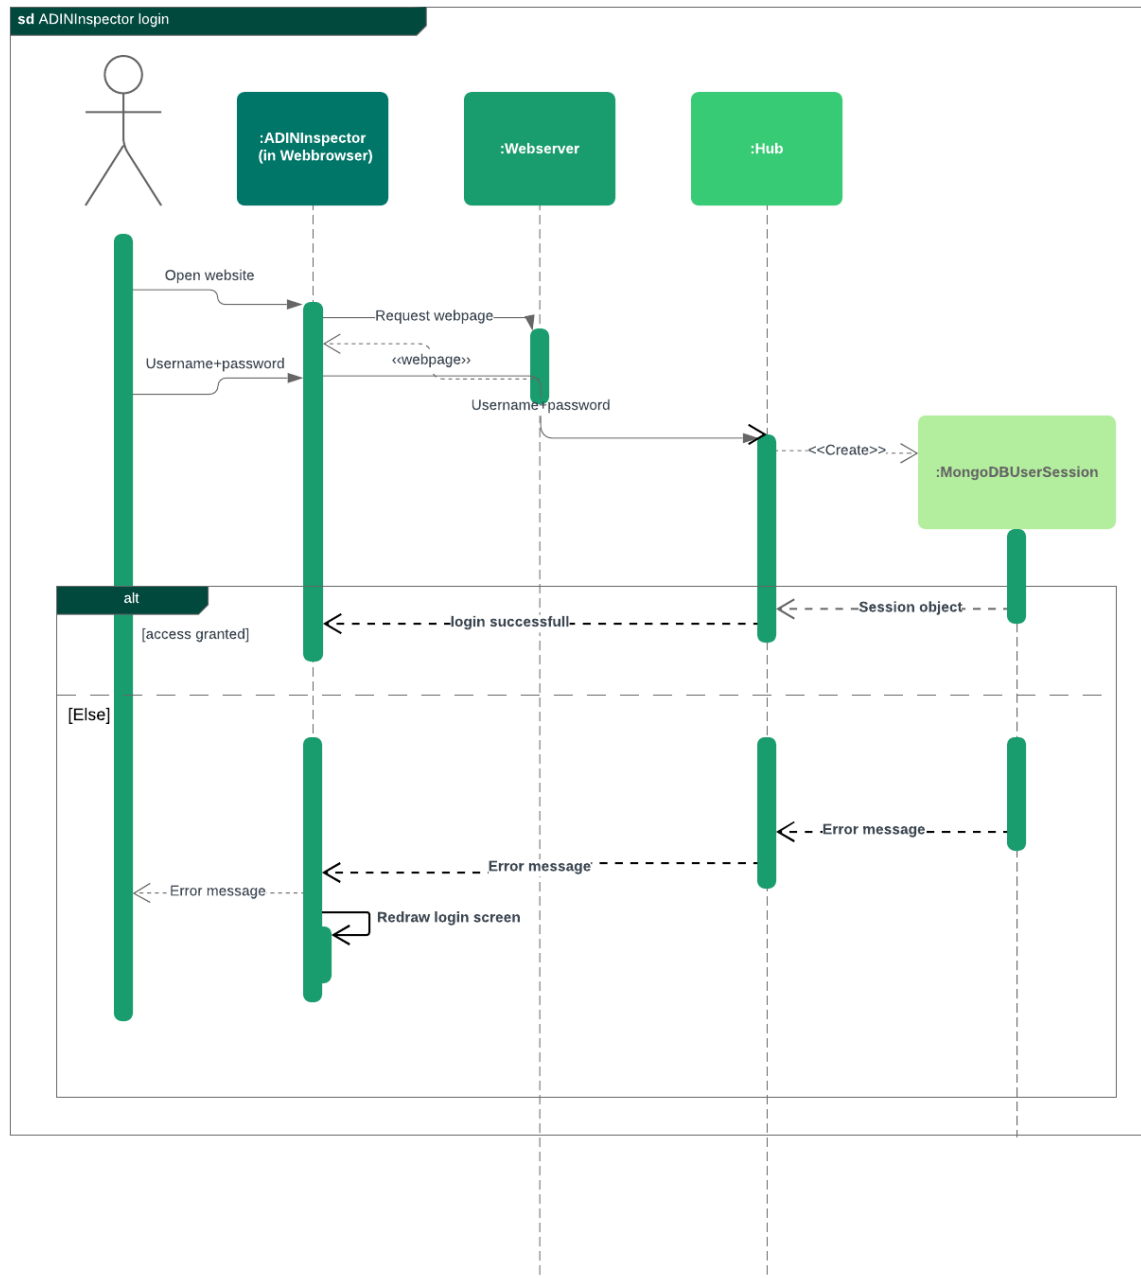 sd ADINInspector login
:ADINInspector
(in Webbrowser)
:Webserver
:Hub
Open website
Request webpage
‹‹webpage››
Username+password
Username+password
<<Create>>
:MongoDBUserSession
alt
[access granted]
Session object
login successfull
[Else]
Error message
Error message
Error message
Redraw login screen